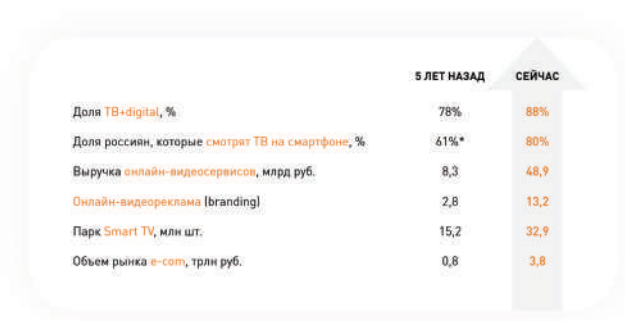 5 ЛЕТ НАЗАД СЕЙЧАС
Доля ТВ+digital, % 78% 88%
Доля россиян, которые смотрят ТВ на смартфоне, % 61%* 80%
Выручка онлайн-видеосервисов, млрд руб. 8,3 48,9
Онлайн-видеореклама (branding) 2,8 13,2
Парк Smart TV, млн шт. 15,2 32,9
Объем рынка e-com, трлн руб. 0,8 3,8